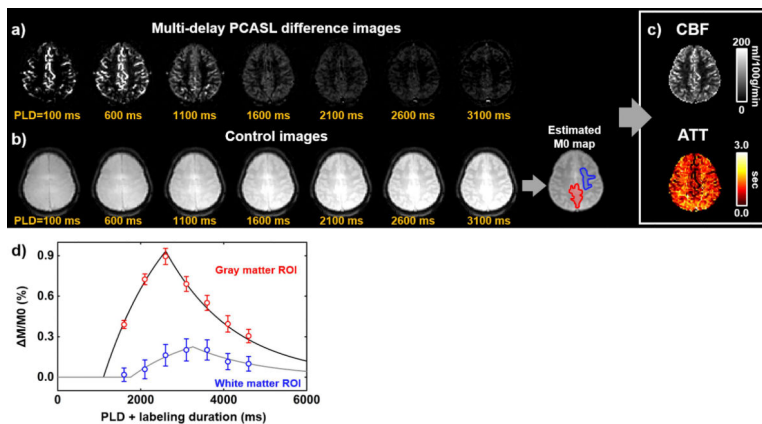 a)
Multi-delay PCASL difference images
PLD=100 ms 600 ms 1100 ms 1600 ms 2100 ms 2600 ms 3100 ms
b)
Control images
PLD=100 ms 600 ms 1100 ms 1600 ms 2100 ms 2600 ms 3100 ms
Estimated
M0 map
c)
CBF
200
ml/100g/min
0
ATT
3.0
sec
0.0
d)
0.9
0.6
0.3
0.0
ΔM/M0 (%)
Gray matter ROI
White matter ROI
0 2000 4000 6000
PLD + labeling duration (ms)